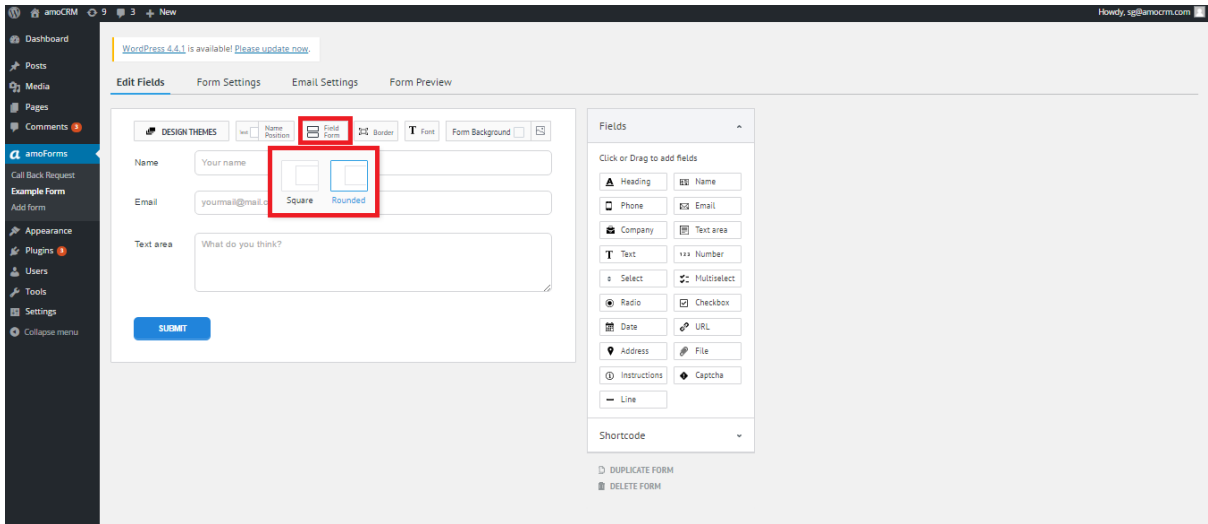 amoCRM 9 3 + New Howdy, sg@amocrm.com
Dashboard
Posts
Media
Pages
Comments 3
amoForms
Call Back Request
Example Form
Add form
Appearance
Plugins 3
Users
Tools
Settings
Collapse menu
WordPress 4.4.1 is available! Please update now.
Edit Fields Form Settings Email Settings Form Preview
DESIGN THEMES text Name Position Field Form Border T Font Form Background
Name Your name
Square Rounded
Email yourmail@mail.c
Text area What do you think?
SUBMIT
Fields
Click or Drag to add fields
A Heading Name
Phone Email
Company Text area
T Text 123 Number
Select Multiselect
Radio Checkbox
Date URL
Address File
Instructions Captcha
Line
Shortcode
DUPLICATE FORM
DELETE FORM